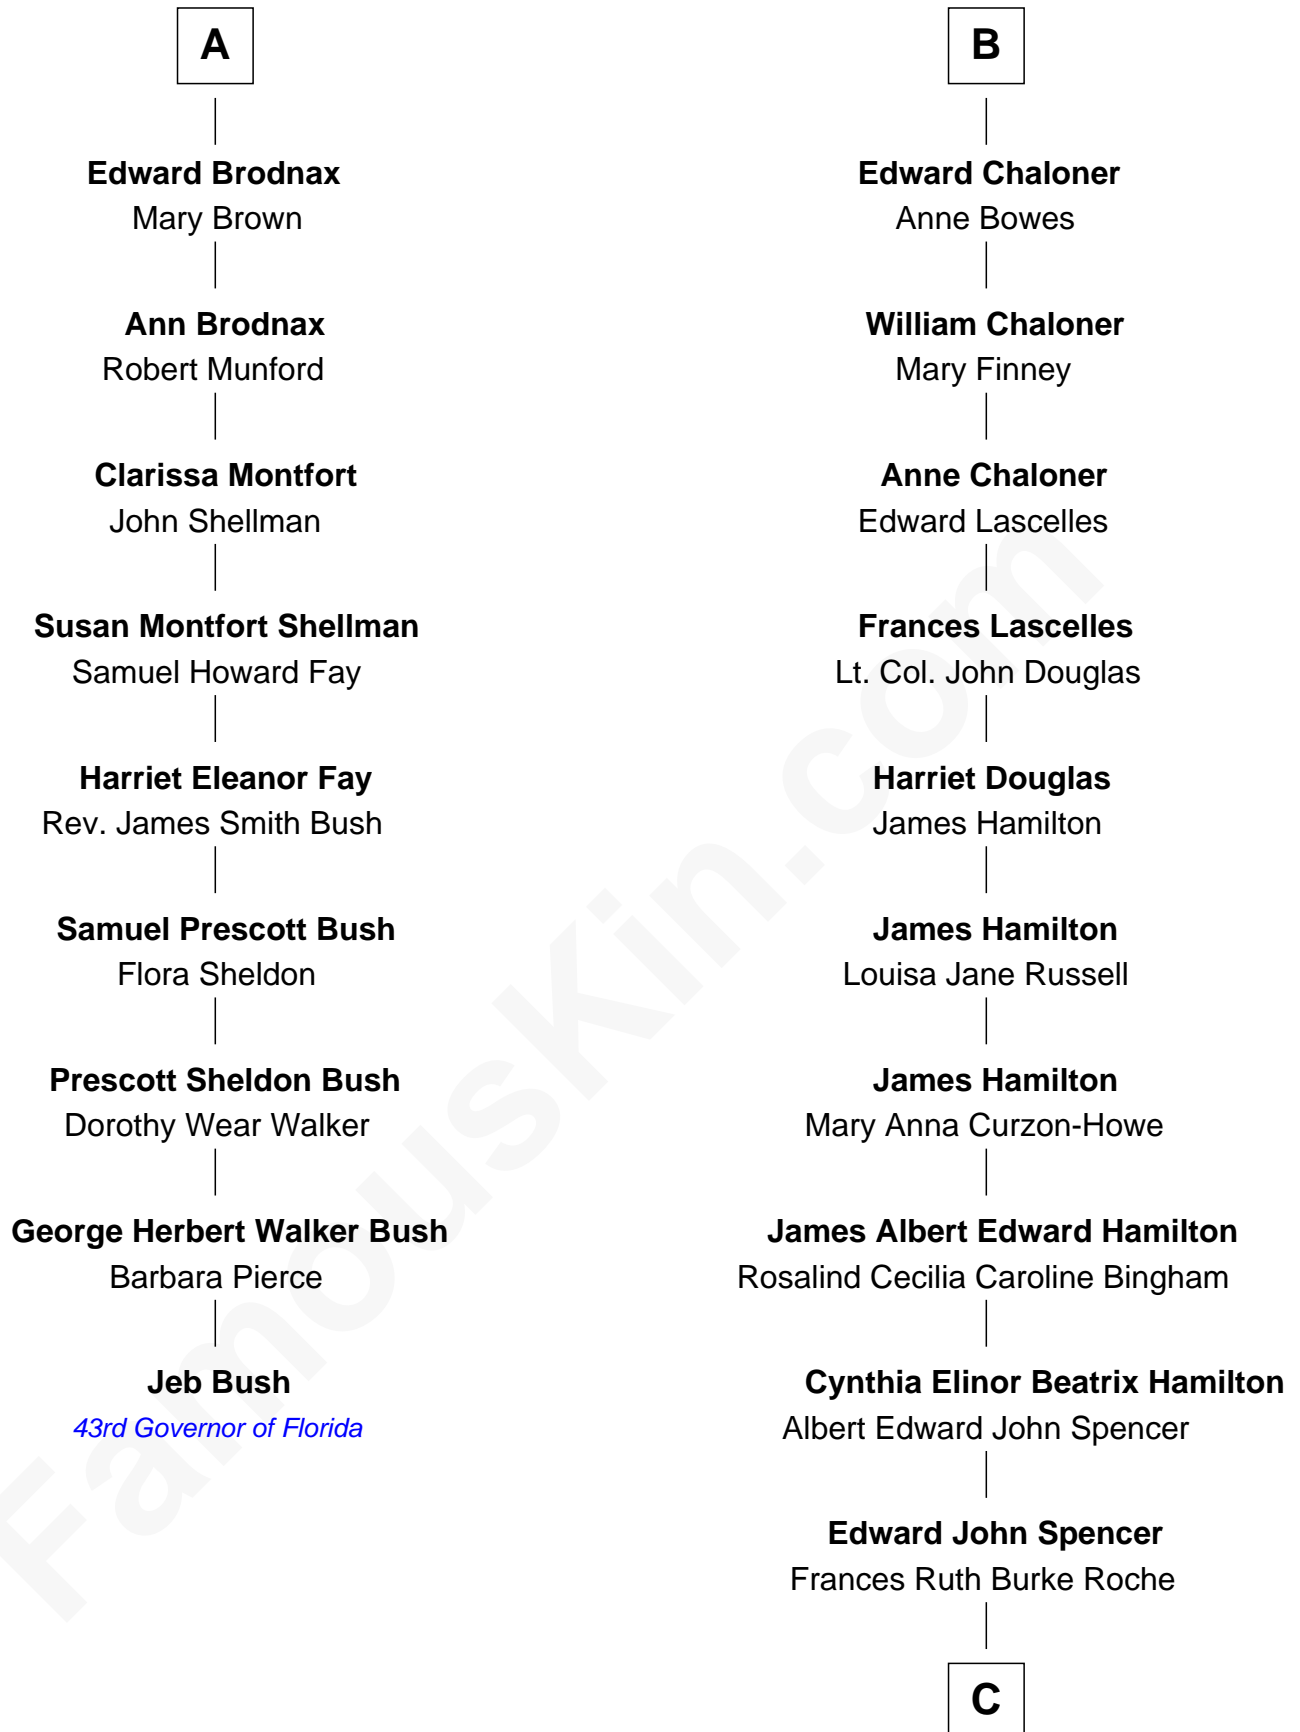 A
Edward Brodnax
Mary Brown
Ann Brodnax
Robert Munford
Clarissa Montfort
John Shellman
Susan Montfort Shellman
Samuel Howard Fay
Harriet Eleanor Fay
Rev. James Smith Bush
Samuel Prescott Bush
Flora Sheldon
Prescott Sheldon Bush
Dorothy Wear Walker
George Herbert Walker Bush
Barbara Pierce
Jeb Bush
43rd Governor of Florida
B
Edward Chaloner
Anne Bowes
William Chaloner
Mary Finney
Anne Chaloner
Edward Lascelles
Frances Lascelles
Lt. Col. John Douglas
Harriet Douglas
James Hamilton
James Hamilton
Louisa Jane Russell
James Hamilton
Mary Anna Curzon-Howe
James Albert Edward Hamilton
Rosalind Cecilia Caroline Bingham
Cynthia Elinor Beatrix Hamilton
Albert Edward John Spencer
Edward John Spencer
Frances Ruth Burke Roche
C
FamousKin.com